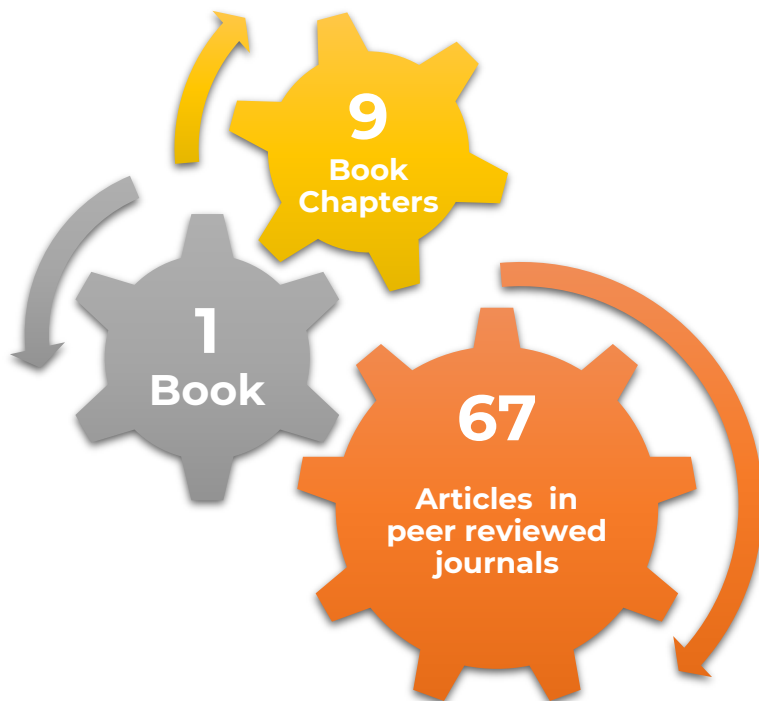 9
Book
Chapters
1
Book
67
Articles in
peer reviewed
journals